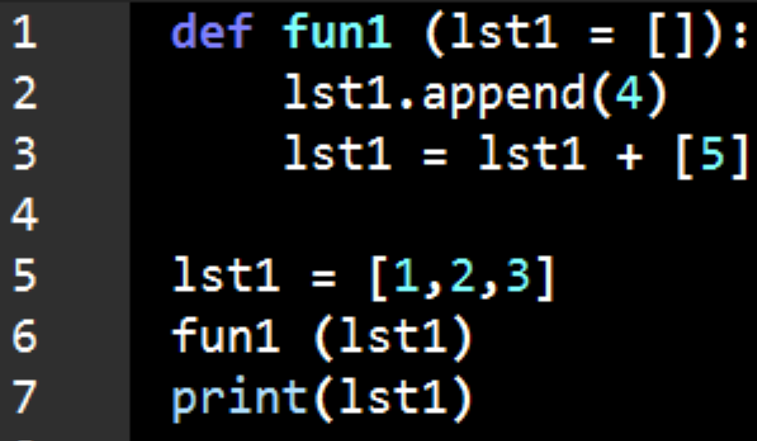 1 def fun1 (lst1 = []):
2 lst1.append(4)
3 lst1 = lst1 + [5]
4
5 lst1 = [1,2,3]
6 fun1 (lst1)
7 print(lst1)